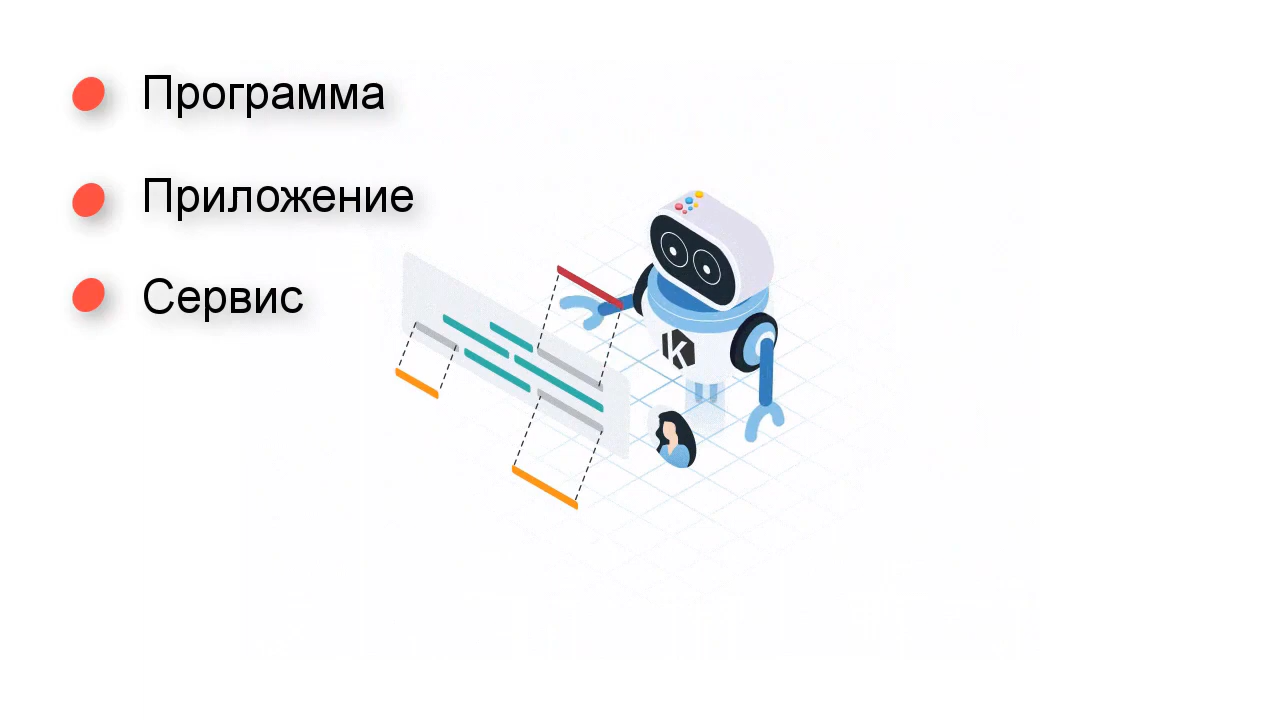 Программа
Приложение
Сервис
k